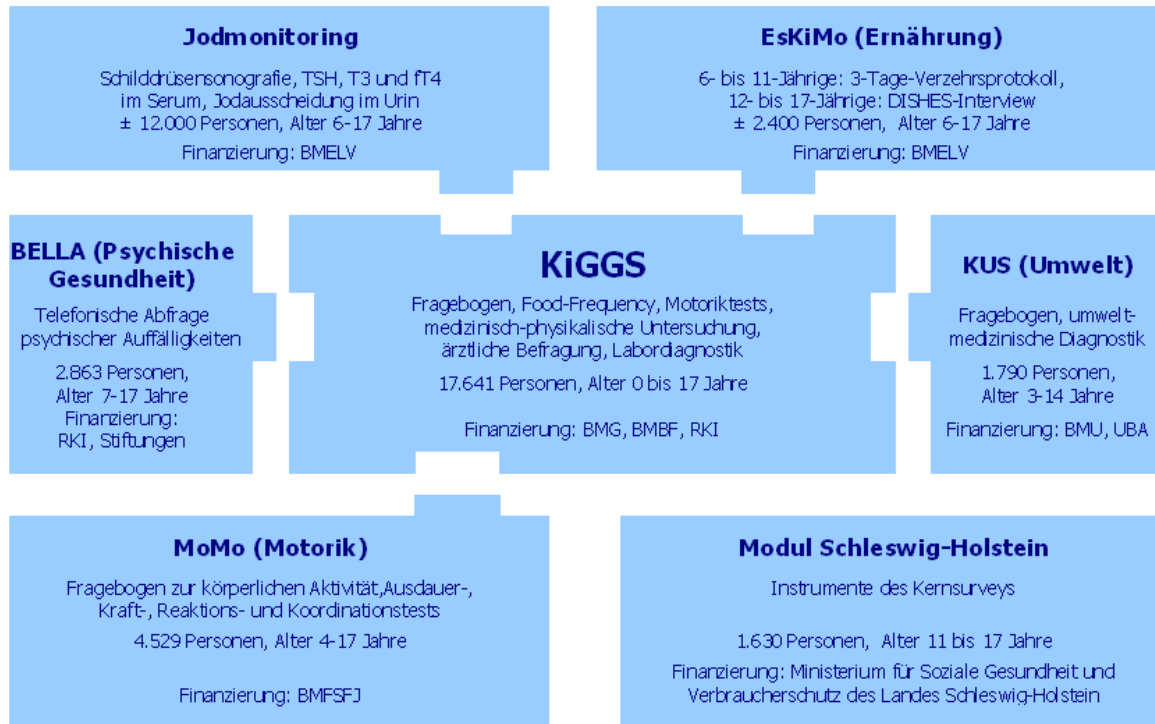 Jodmonitoring
Schilddrüsensonografie, TSH, T3 und fT4
im Serum, Jodausscheidung im Urin
± 12.000 Personen, Alter 6-17 Jahre
Finanzierung: BMELV
EsKiMo (Ernährung)
6- bis 11-Jährige: 3-Tage-Verzehrsprotokoll,
12- bis 17-Jährige: DISHES-Interview
± 2.400 Personen, Alter 6-17 Jahre
Finanzierung: BMELV
BELLA (Psychische
Gesundheit)
Telefonische Abfrage
psychischer Auffälligkeiten
2.863 Personen,
Alter 7-17 Jahre
Finanzierung:
RKI, Stiftungen
KiGGS
Fragebogen, Food-Frequency, Motoriktests,
medizinisch-physikalische Untersuchung,
ärztliche Befragung, Labordiagnostik
17.641 Personen, Alter 0 bis 17 Jahre
Finanzierung: BMG, BMBF, RKI
KUS (Umwelt)
Fragebogen, umwelt-
medizinische Diagnostik
1.790 Personen,
Alter 3-14 Jahre
Finanzierung: BMU, UBA
MoMo (Motorik)
Fragebogen zur körperlichen Aktivität,Ausdauer-,
Kraft-, Reaktions- und Koordinationstests
4.529 Personen, Alter 4-17 Jahre
Finanzierung: BMFSFJ
Modul Schleswig-Holstein
Instrumente des Kernsurveys
1.630 Personen, Alter 11 bis 17 Jahre
Finanzierung: Ministerium für Soziale Gesundheit und
Verbraucherschutz des Landes Schleswig-Holstein